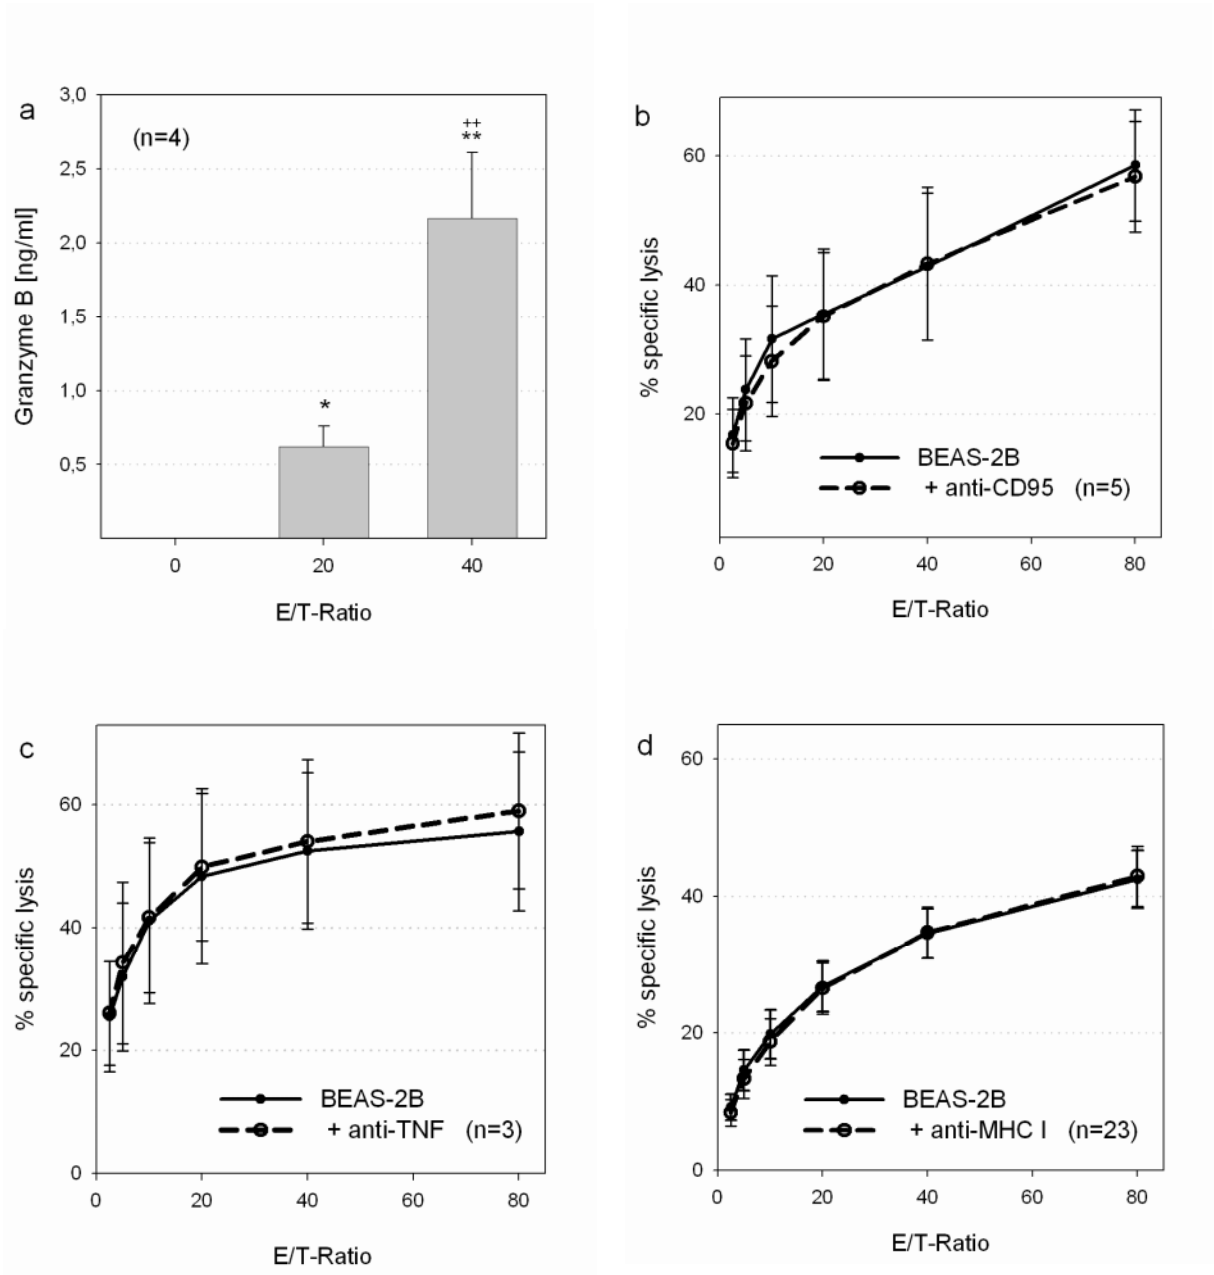 a
3,0
2,5
2,0
1,5
1,0
0,5
Granzyme B [ng/ml]
(n=4)
*
++
**
0 20 40
E/T-Ratio
b
60
40
20
% specific lysis
BEAS-2B
+ anti-CD95 (n=5)
0 20 40 60 80
E/T-Ratio
c
60
40
20
0
% specific lysis
BEAS-2B
+ anti-TNF (n=3)
0 20 40 60 80
E/T-Ratio
d
60
40
20
0
% specific lysis
BEAS-2B
+ anti-MHC I (n=23)
0 20 40 60 80
E/T-Ratio